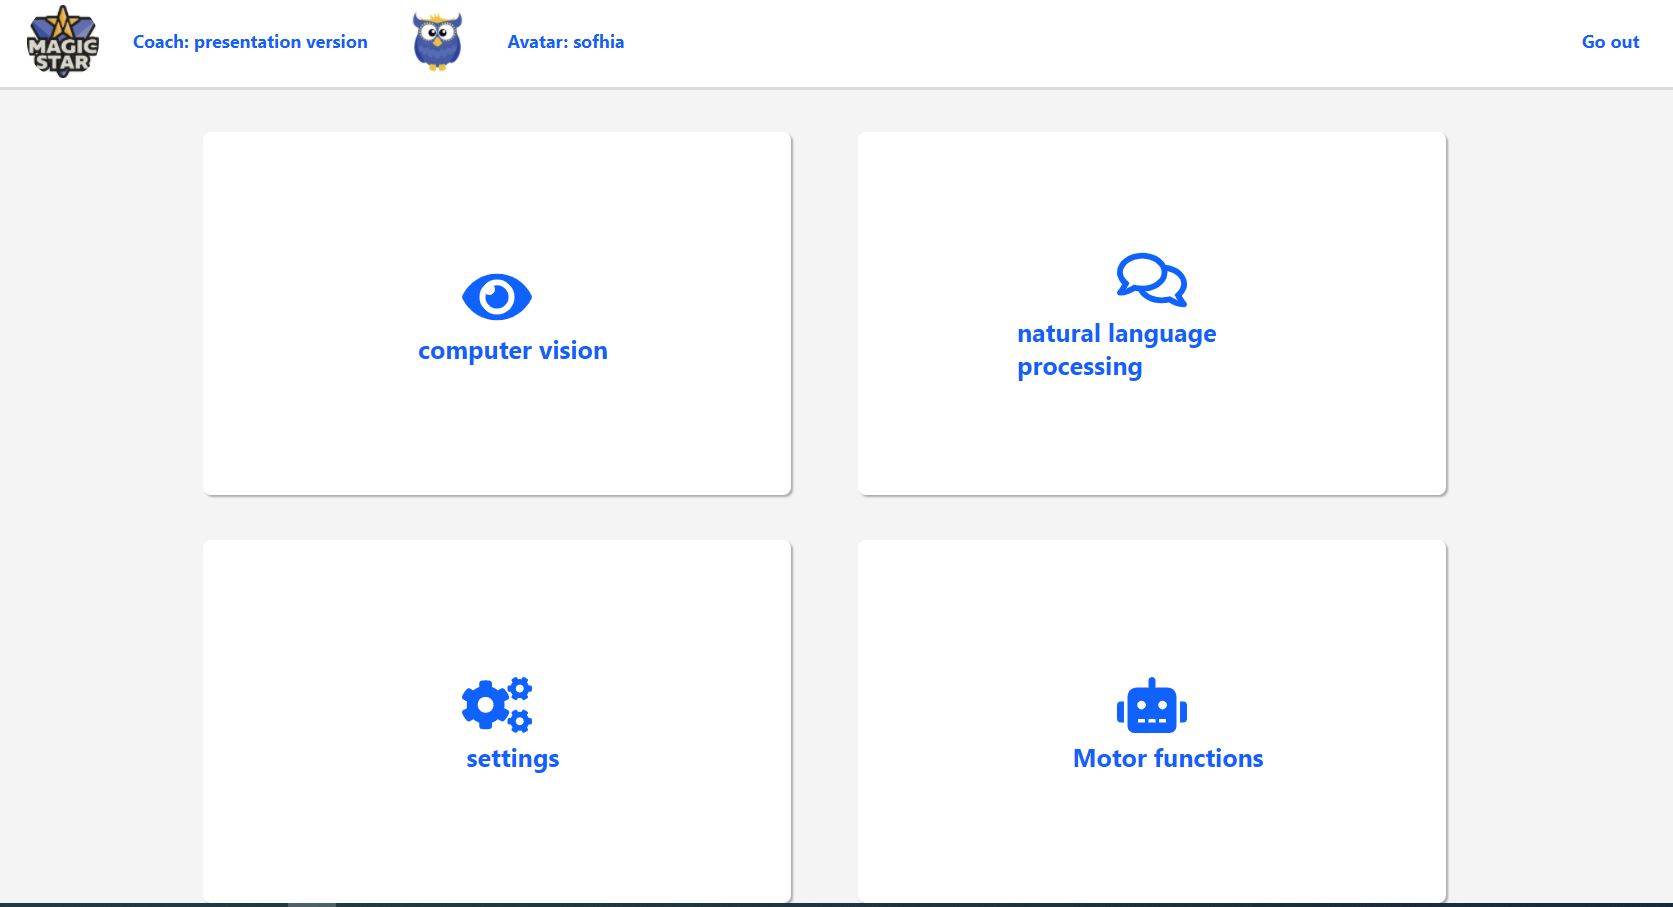 MAGIC
STAR
Coach: presentation version
Avatar: sofhia
Go out
computer vision
natural language
processing
settings
Motor functions